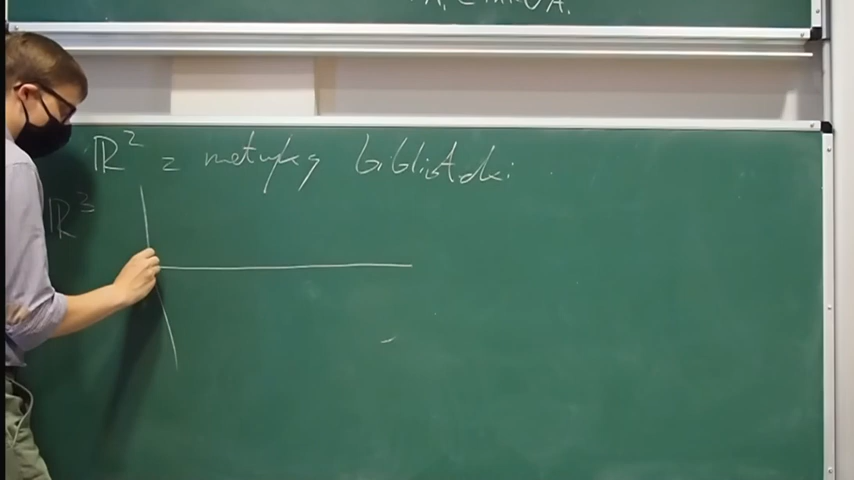 ℝ² z metryką biblioteki
ℝ³